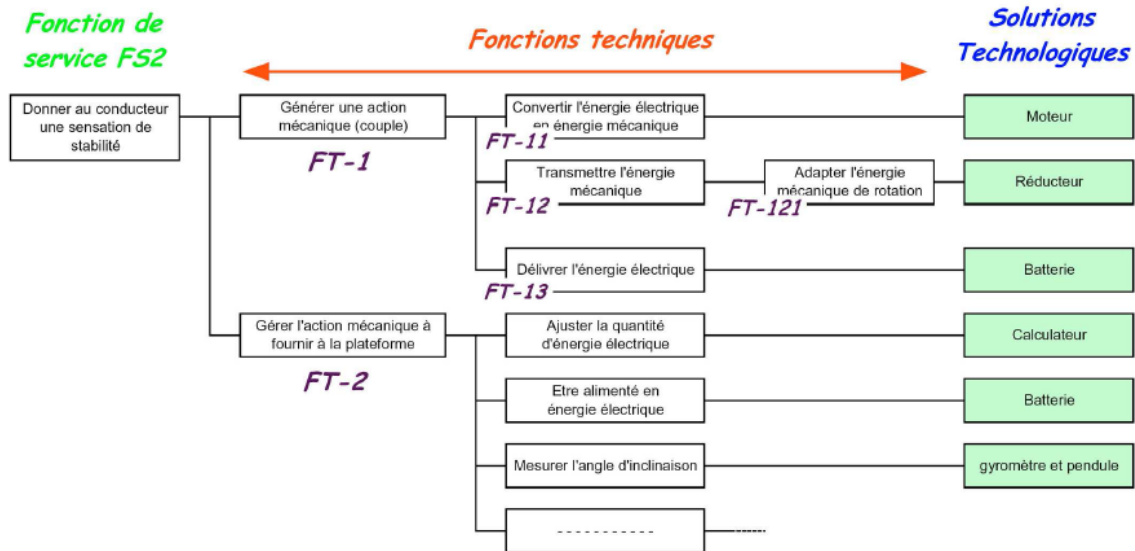 Fonction de
service FS2
Fonctions techniques
Solutions
Technologiques
Donner au conducteur
une sensation de
stabilité
Générer une action
mécanique (couple)
FT-1
Convertir l'énergie électrique
en énergie mécanique
FT-11
Moteur
Transmettre l'énergie
mécanique
FT-12
Adapter l'énergie
mécanique de rotation
FT-121
Réducteur
Délivrer l'énergie électrique
FT-13
Batterie
Gérer l'action mécanique à
fournir à la plateforme
FT-2
Ajuster la quantité
d'énergie électrique
Calculateur
Etre alimenté en
énergie électrique
Batterie
Mesurer l'angle d'inclinaison
gyromètre et pendule
- - - - - - - - - - -